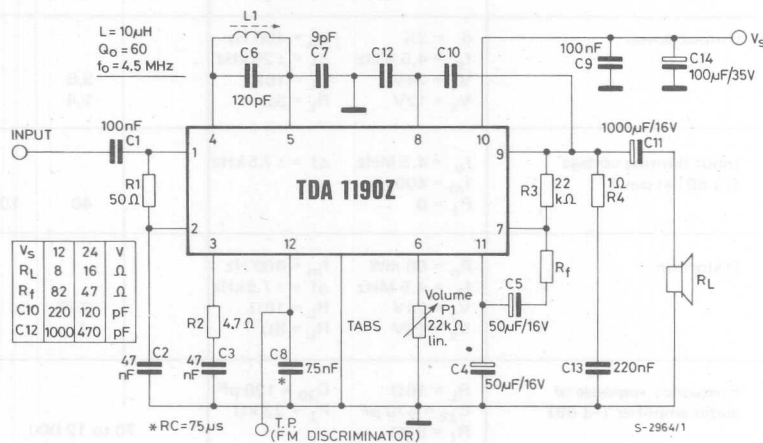 L = 10µH
Qo = 60
fo = 4.5 MHz
L1
C6
120pF
9pF
C7
C12
C10
100nF
C9
C14
100µF/35V
Vs
INPUT
100nF
C1
R1
50Ω
4
5
8
10
1
2
9
7
TDA 1190Z
3
12
6
11
1000µF/16V
C11
R3
22
kΩ
1Ω
R4
Rf
RL
Vs 12 24 V
RL 8 16 Ω
Rf 82 47 Ω
C10 220 120 pF
C12 1000 470 pF
R2
4,7Ω
TABS
Volume
P1
22kΩ
lin.
C5
50µF/16V
C2
47
nF
47
nF
C3
C8
*
7.5nF
C4
50µF/16V
C13
220nF
* RC=75µs
T.P.
(FM DISCRIMINATOR)
S-2964/1